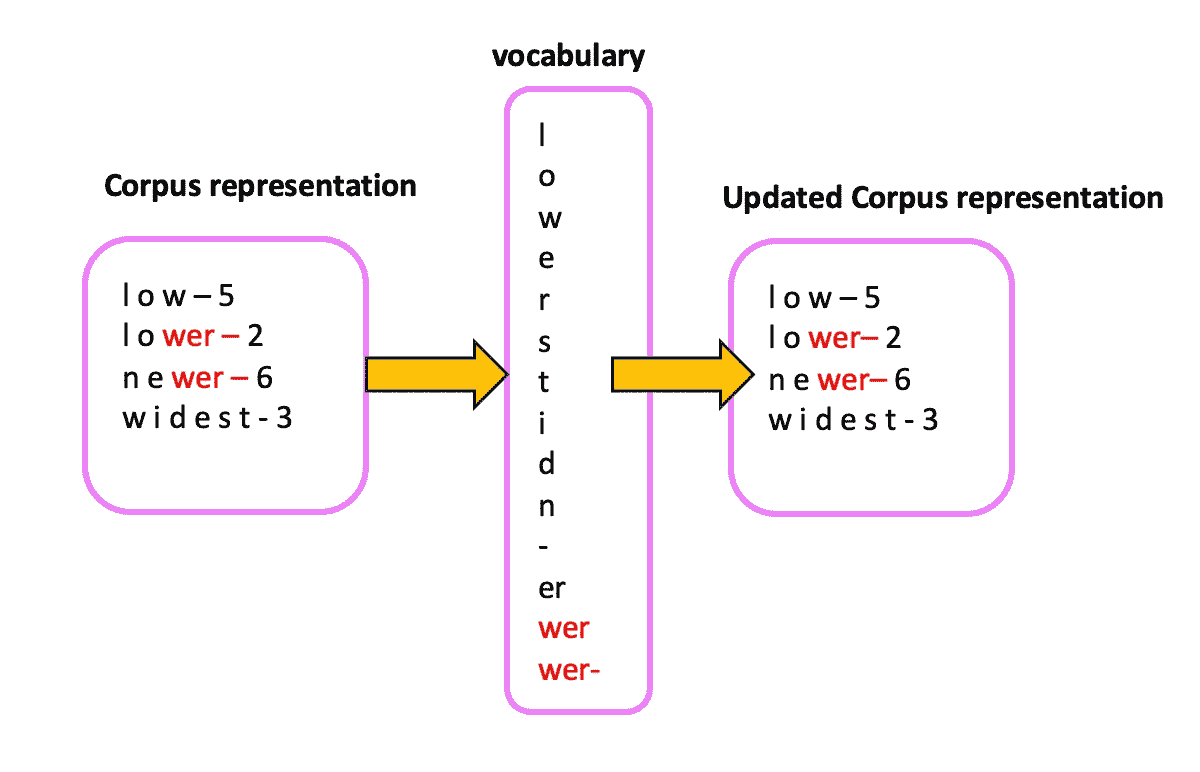 vocabulary
Corpus representation
l o w – 5
l o wer – 2
n e wer – 6
w i d e s t - 3
l
o
w
e
r
s
t
i
d
n
-
er
wer
wer-
Updated Corpus representation
l o w – 5
l o wer– 2
n e wer– 6
w i d e s t - 3